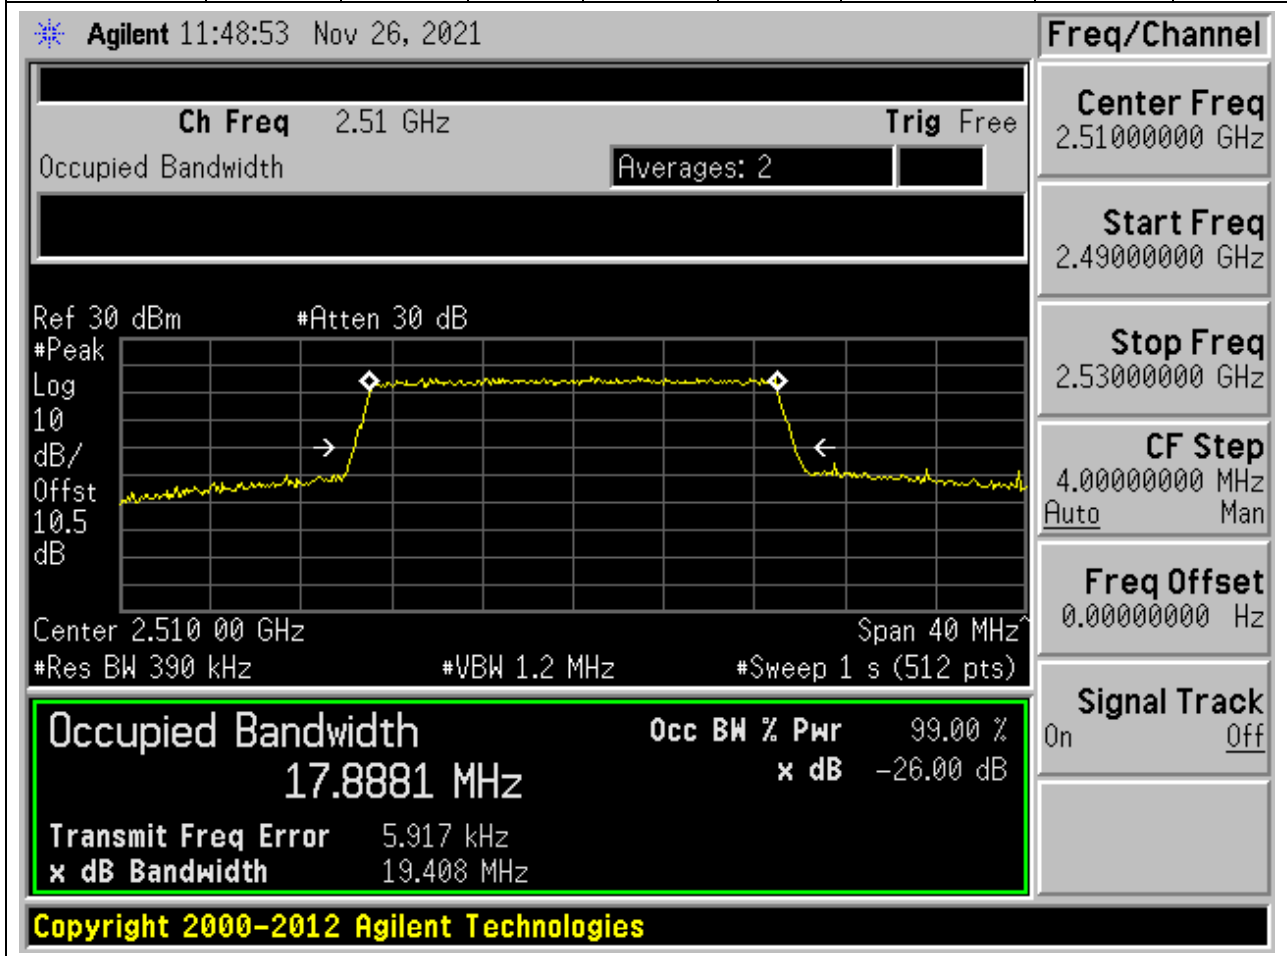 Agilent 11:48:53 Nov 26, 2021
Freq/Channel
Ch Freq 2.51 GHz Trig Free
Occupied Bandwidth Averages: 2
Center Freq
2.51000000 GHz
Start Freq
2.49000000 GHz
Stop Freq
2.53000000 GHz
CF Step
4.00000000 MHz
Auto Man
Freq Offset
0.00000000 Hz
Signal Track
On Off
Ref 30 dBm #Atten 30 dB
#Peak
Log
10
dB/
Offst
10.5
dB
Center 2.510 00 GHz Span 40 MHz^
#Res BW 390 kHz #VBW 1.2 MHz #Sweep 1 s (512 pts)
Occupied Bandwidth Occ BW % Pwr 99.00 %
17.8881 MHz x dB -26.00 dB
Transmit Freq Error 5.917 kHz
x dB Bandwidth 19.408 MHz
Copyright 2000-2012 Agilent Technologies